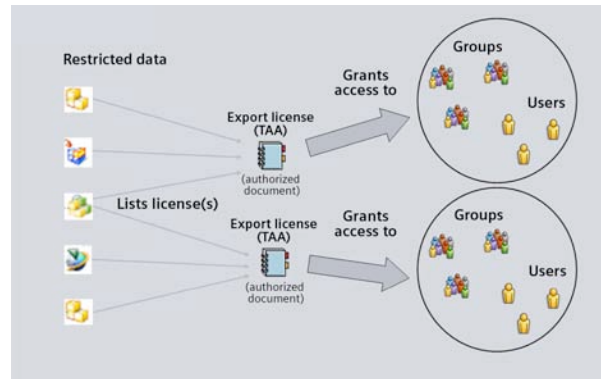 Restricted data
Lists license(s)
Export license
(TAA)
(authorized
document)
Grants
access to
Groups
Users
Export license
(TAA)
(authorized
document)
Grants
access to
Groups
Users